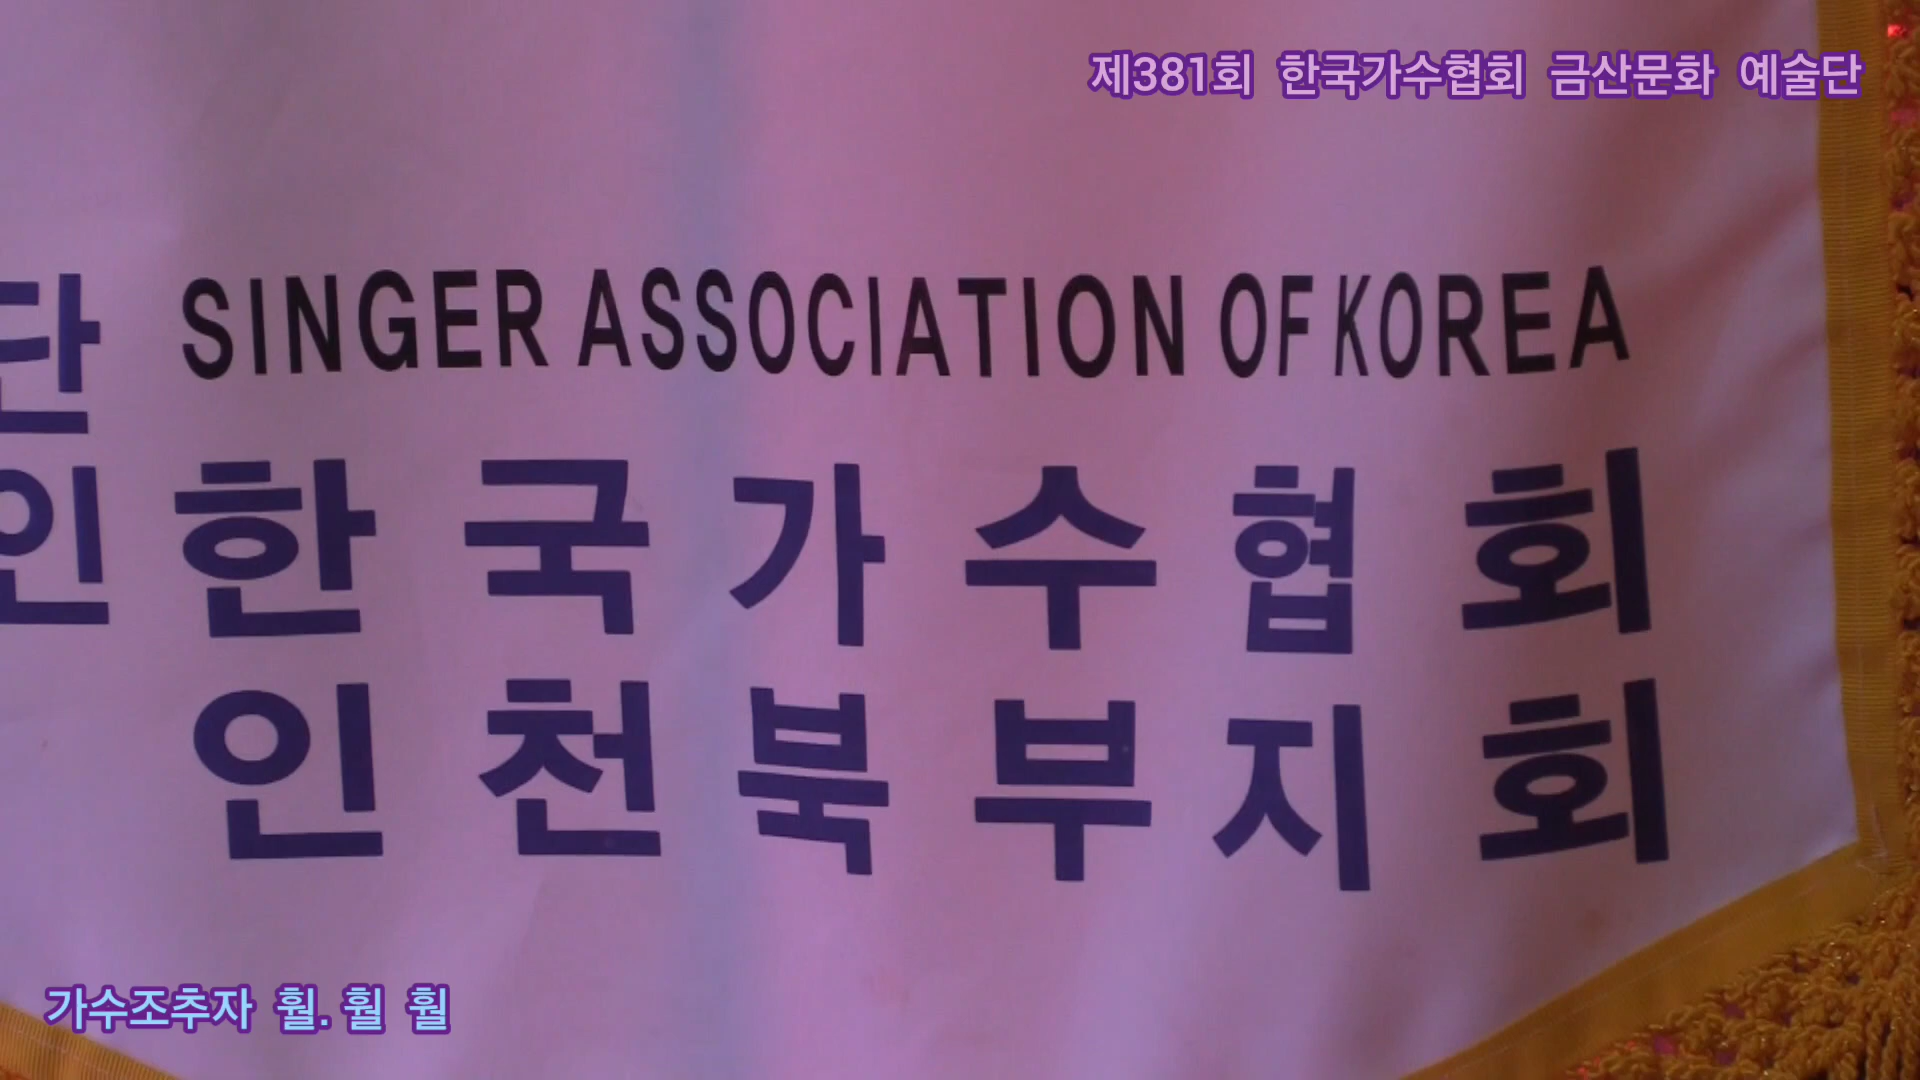 제381회 한국가수협회 금산문화 예술단
단 SINGER ASSOCIATION OF KOREA
인 한국가수협회
인천북부지회
가수조추자 훨. 훨 훨